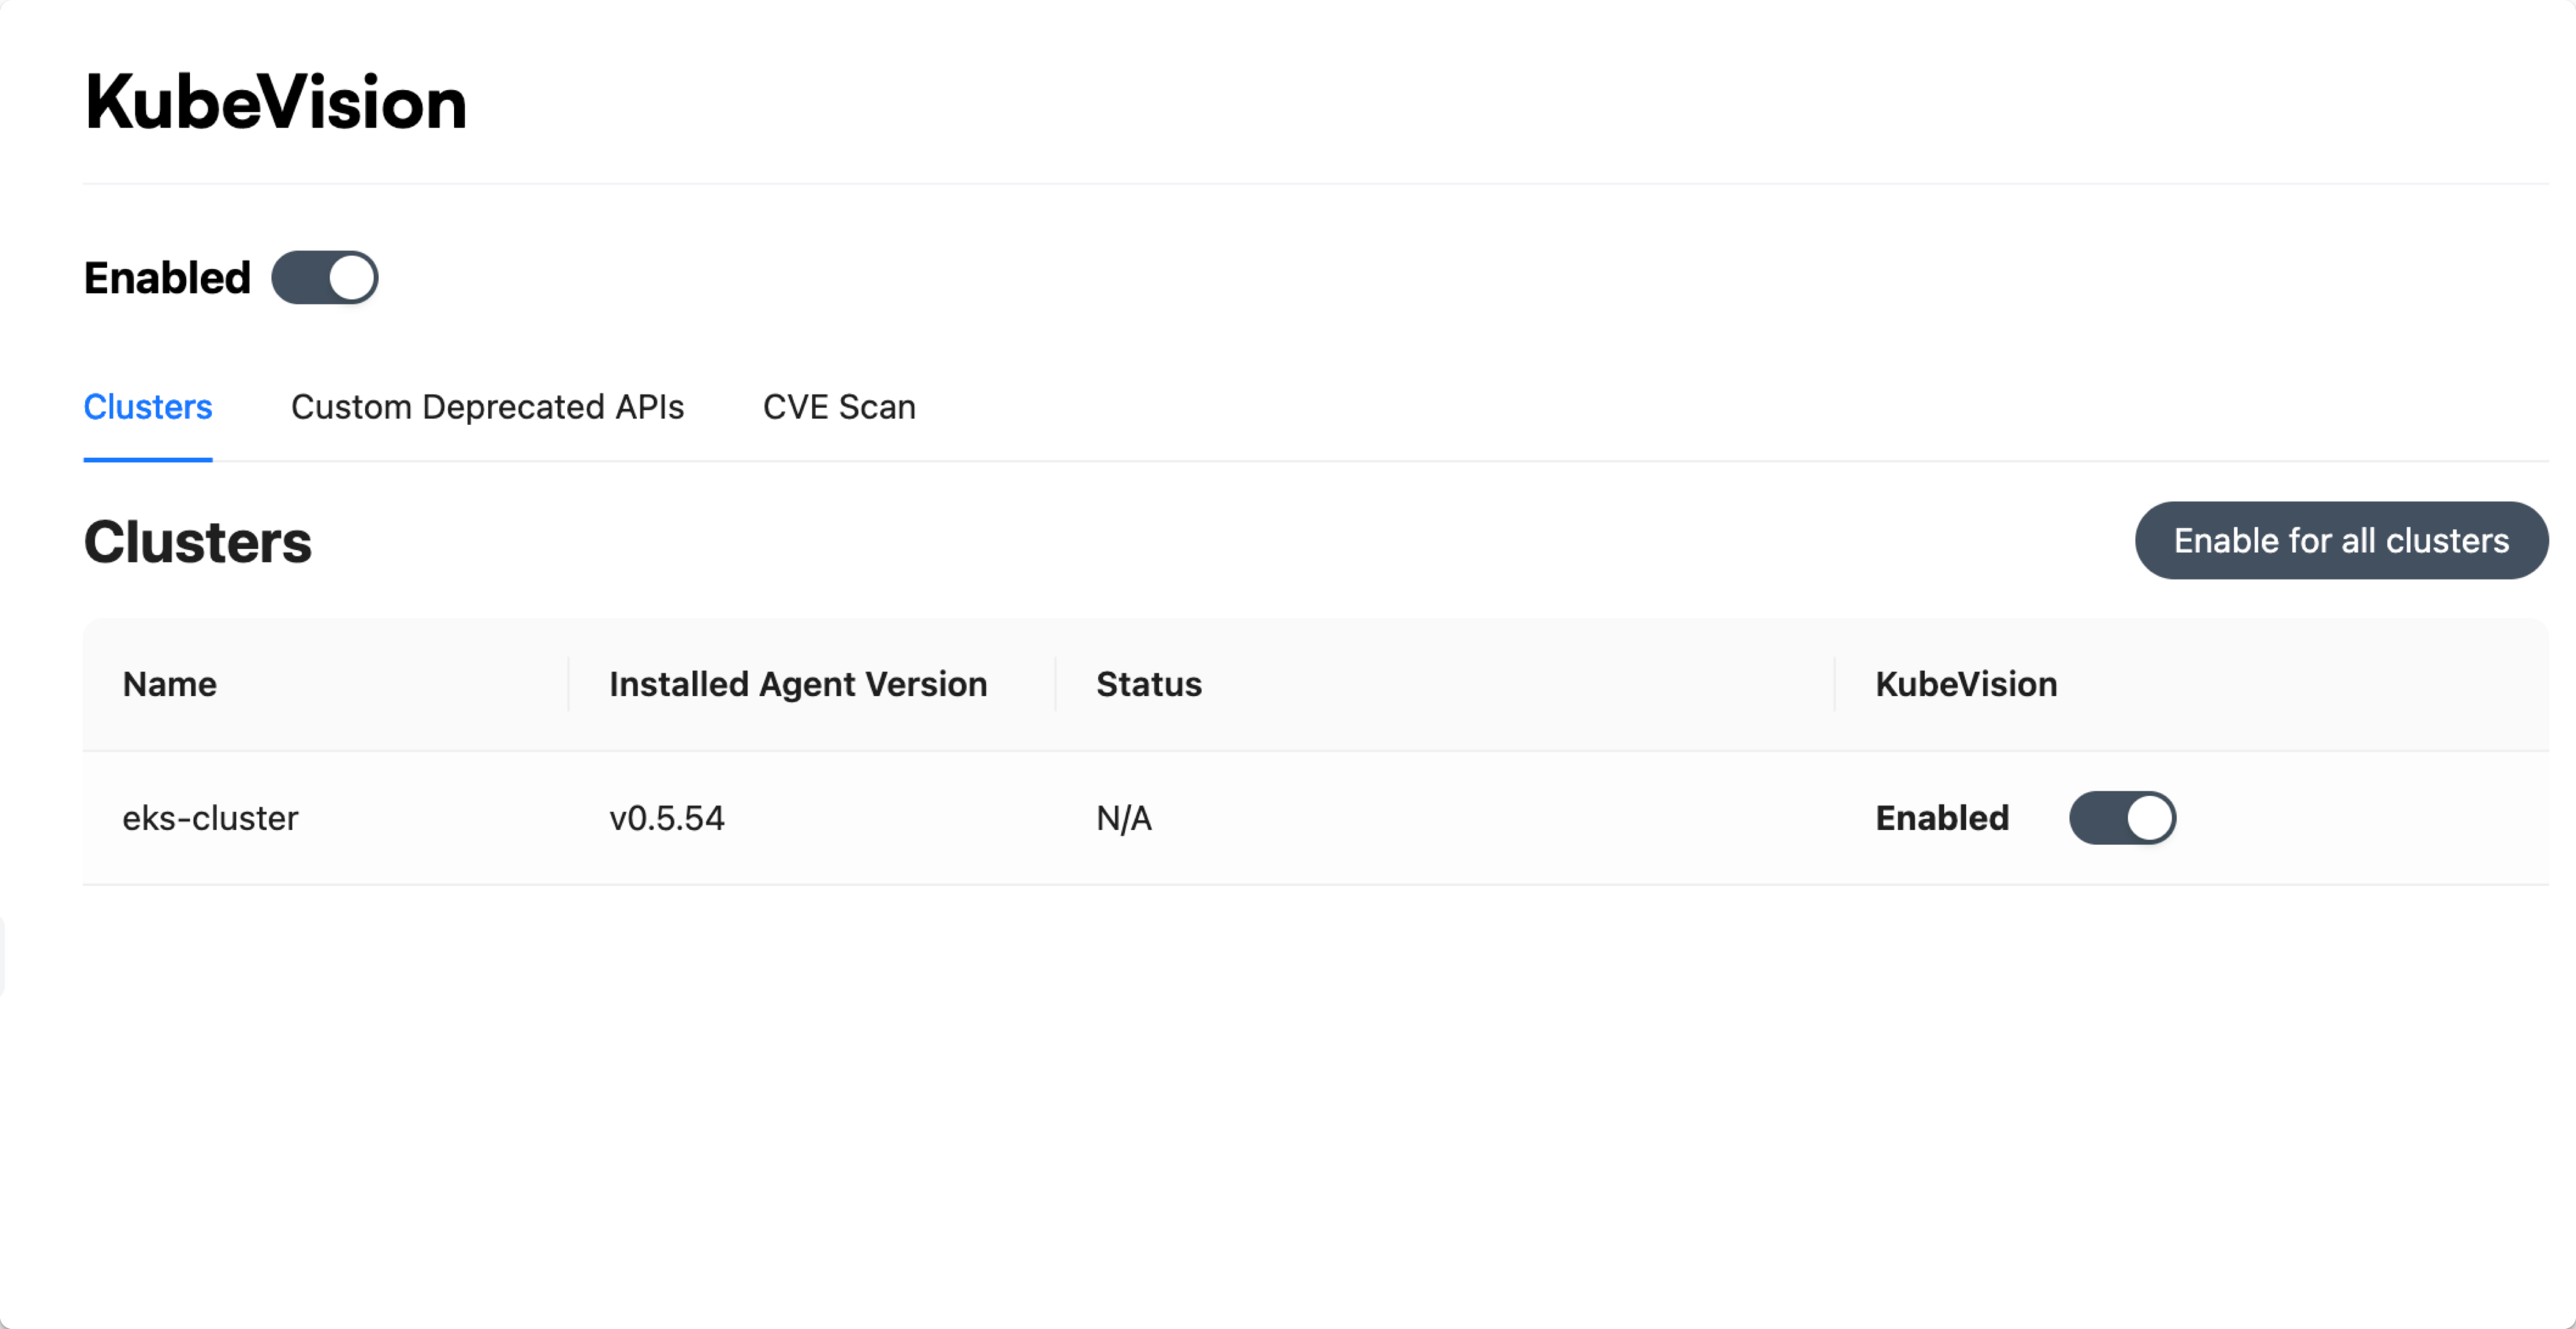 KubeVision
Enabled
Clusters Custom Deprecated APIs CVE Scan
Clusters Enable for all clusters
Name Installed Agent Version Status KubeVision
eks-cluster v0.5.54 N/A Enabled